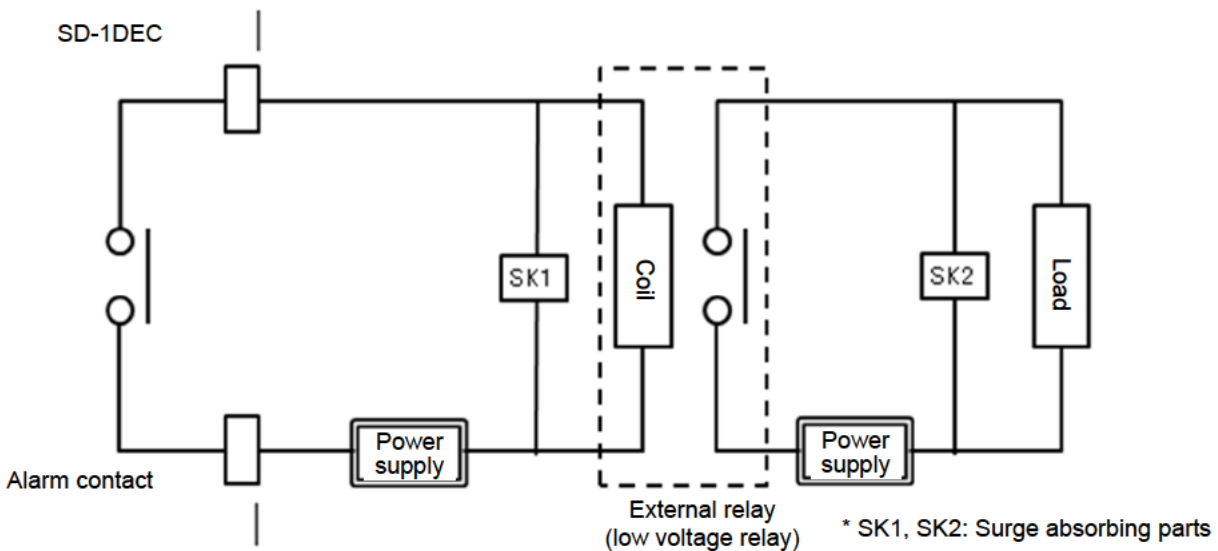 SD-1DEC
SK1
Coil
SK2
Load
Power
supply
Power
supply
Alarm contact
External relay
(low voltage relay)
* SK1, SK2: Surge absorbing parts